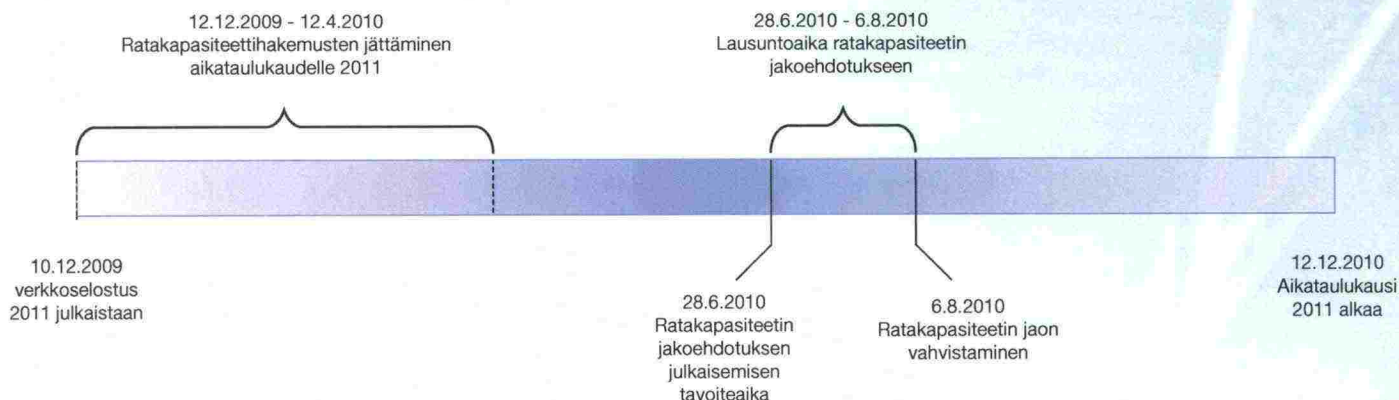 12.12.2009 - 12.4.2010
Ratakapasiteettihakemusten jättäminen
aikataulukaudelle 2011
28.6.2010 - 6.8.2010
Lausuntoaika ratakapasiteetin
jakoehdotukseen
10.12.2009
verkkoselostus
2011 julkaistaan
28.6.2010
Ratakapasiteetin
jakoehdotuksen
julkaisemisen
tavoiteaika
6.8.2010
Ratakapasiteetin jaon
vahvistaminen
12.12.2010
Aikataulukausi
2011 alkaa